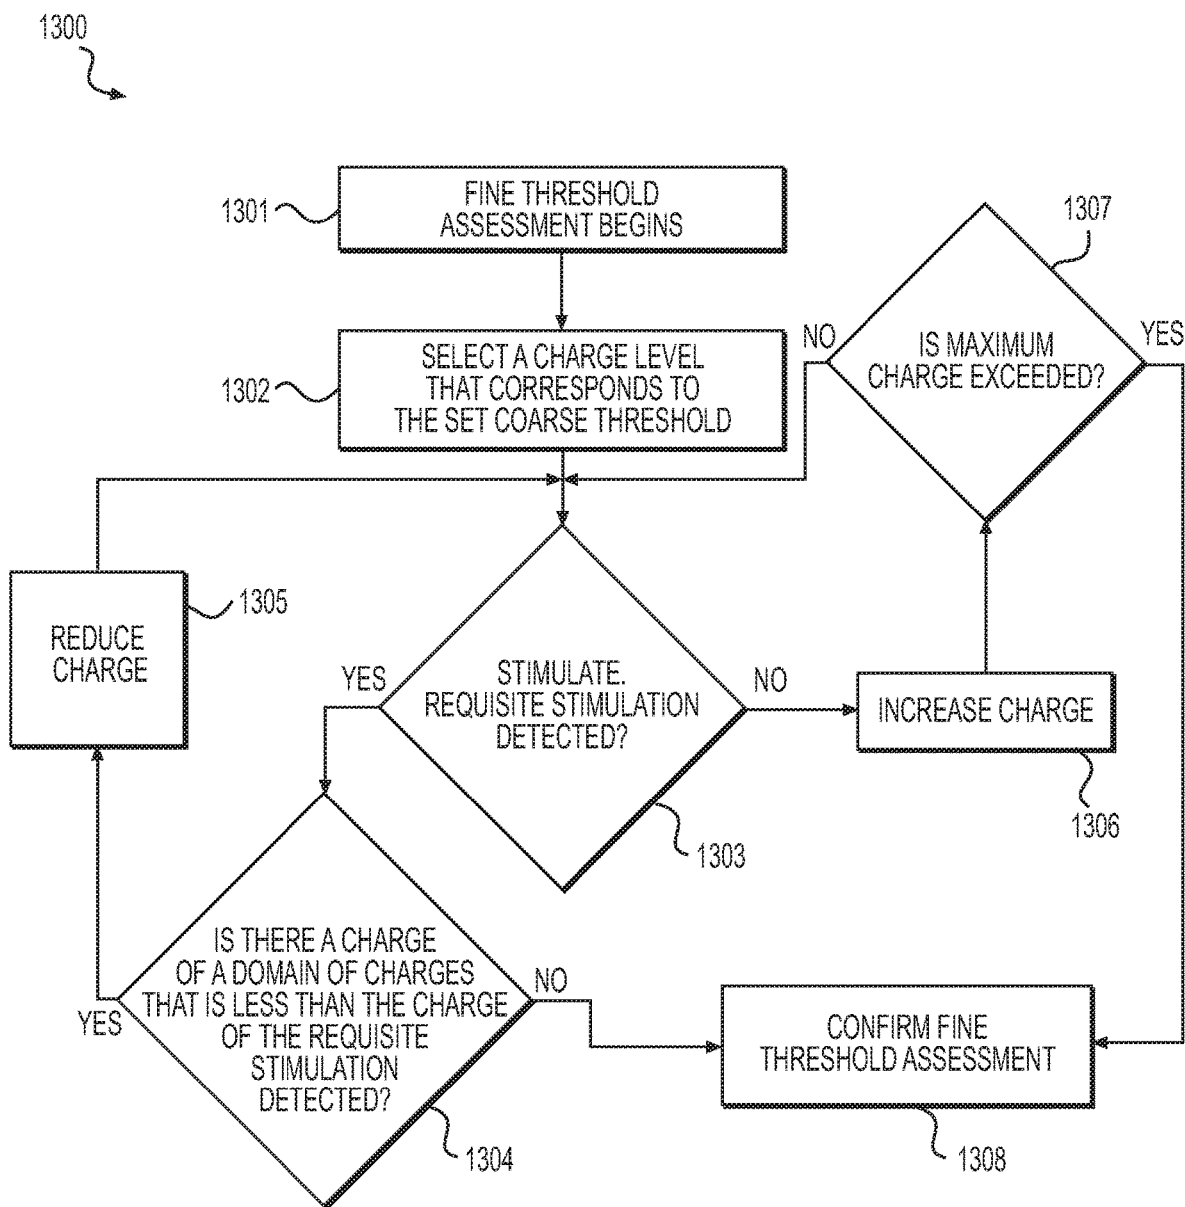 1300
1301
FINE THRESHOLD
ASSESSMENT BEGINS
1302
SELECT A CHARGE LEVEL
THAT CORRESPONDS TO
THE SET COARSE THRESHOLD
1307
NO
IS MAXIMUM
CHARGE EXCEEDED?
YES
REDUCE
CHARGE
1305
YES
STIMULATE.
REQUISITE STIMULATION
DETECTED?
NO
1303
INCREASE CHARGE
1306
YES
IS THERE A CHARGE
OF A DOMAIN OF CHARGES
THAT IS LESS THAN THE CHARGE
OF THE REQUISITE
STIMULATION
DETECTED?
NO
1304
CONFIRM FINE
THRESHOLD ASSESSMENT
1308